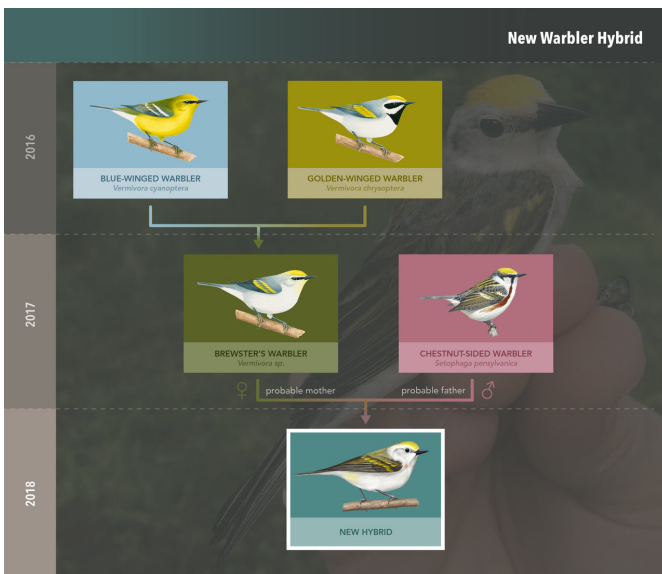 New Warbler Hybrid
2016
BLUE-WINGED WARBLER
Vermivora cyanoptera
GOLDEN-WINGED WARBLER
Vermivora chrysoptera
2017
BREWSTER'S WARBLER
Vermivora sp.
CHESTNUT-SIDED WARBLER
Setophaga pensylvanica
♀ probable mother
probable father ♂
2018
NEW HYBRID